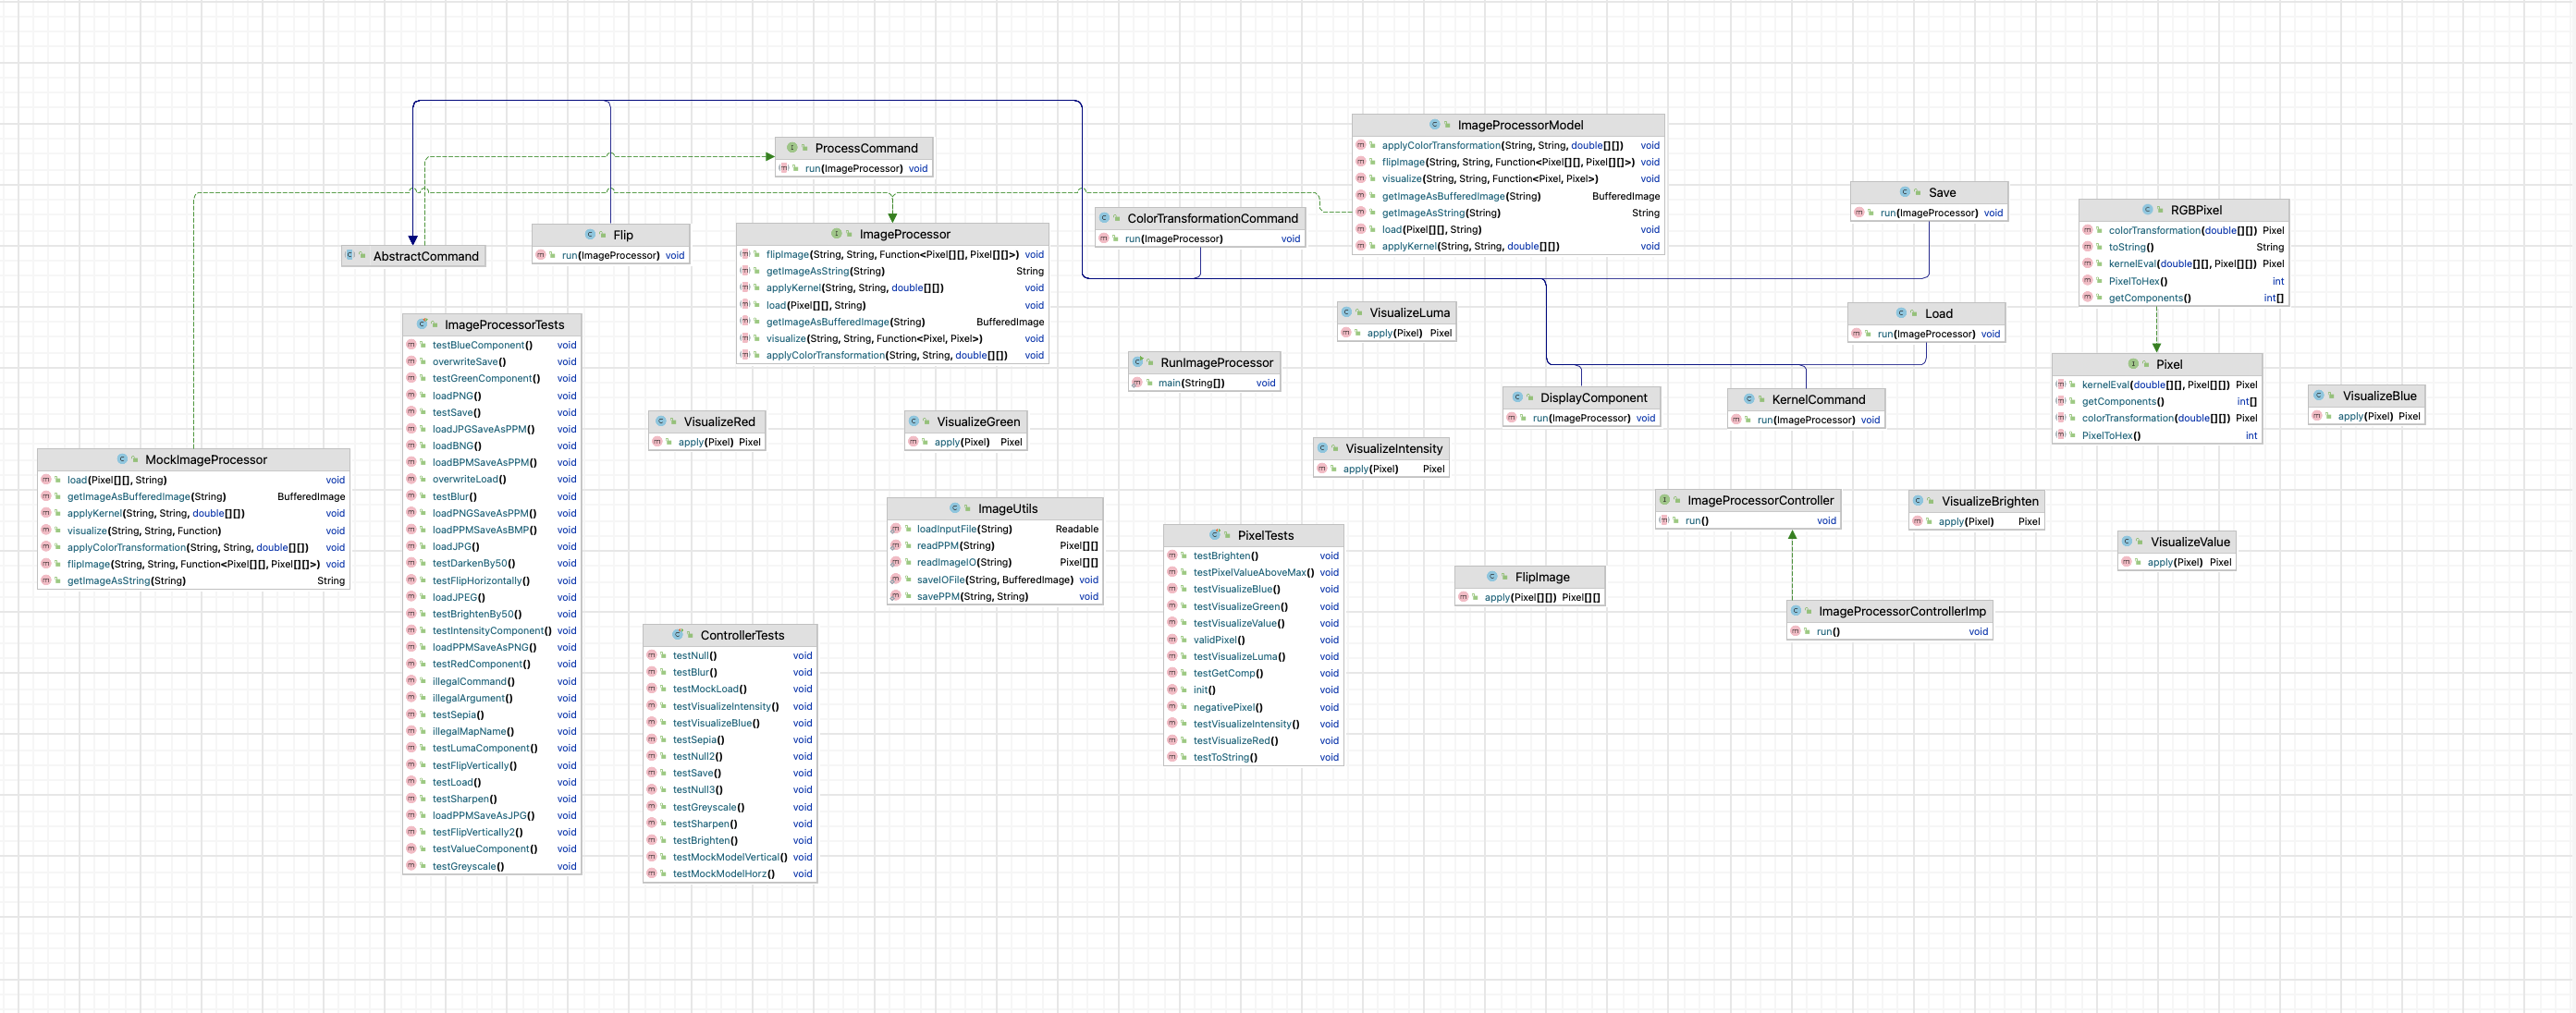 ProcessCommand
run(ImageProcessor) void
AbstractCommand
Flip
run(ImageProcessor) void
ImageProcessor
flipImage(String, String, Function<Pixel[][], Pixel[][]>) void
getImageAsString(String) String
applyKernel(String, String, double[][]) void
load(Pixel[][], String) void
getImageAsBufferedImage(String) BufferedImage
visualize(String, String, Function<Pixel, Pixel>) void
applyColorTransformation(String, String, double[][]) void
ColorTransformationCommand
run(ImageProcessor) void
ImageProcessorModel
applyColorTransformation(String, String, double[][]) void
flipImage(String, String, Function<Pixel[][], Pixel[][]>) void
visualize(String, String, Function<Pixel, Pixel>) void
getImageAsBufferedImage(String) BufferedImage
getImageAsString(String) String
load(Pixel[][], String) void
applyKernel(String, String, double[][]) void
Save
run(ImageProcessor) void
RGBPixel
colorTransformation(double[][]) Pixel
toString() String
kernelEval(double[][], Pixel[][]) Pixel
PixelToHex() int
getComponents() int[]
VisualizeLuma
apply(Pixel) Pixel
Load
run(ImageProcessor) void
RunImageProcessor
main(String[]) void
Pixel
kernelEval(double[][], Pixel[][]) Pixel
getComponents() int[]
colorTransformation(double[][]) Pixel
PixelToHex() int
DisplayComponent
run(ImageProcessor) void
KernelCommand
run(ImageProcessor) void
VisualizeBlue
apply(Pixel) Pixel
ImageProcessorTests
testBlueComponent() void
overwriteSave() void
testGreenComponent() void
loadPNG() void
testSave() void
loadJPGSaveAsPPM() void
loadBNG() void
loadBPMSaveAsPPM() void
overwriteLoad() void
testBlur() void
loadPNGSaveAsPPM() void
loadPPMSaveAsBMP() void
loadJPG() void
testDarkenBy50() void
testFlipHorizontally() void
loadJPEG() void
testBrightenBy50() void
testIntensityComponent() void
loadPPMSaveAsPNG() void
testRedComponent() void
illegalCommand() void
illegalArgument() void
testSepia() void
illegalMapName() void
testLumaComponent() void
testFlipVertically() void
testLoad() void
testSharpen() void
loadPPMSaveAsJPG() void
testFlipVertically2() void
testValueComponent() void
testGreyscale() void
VisualizeRed
apply(Pixel) Pixel
VisualizeGreen
apply(Pixel) Pixel
VisualizeIntensity
apply(Pixel) Pixel
MockImageProcessor
load(Pixel[][], String) void
getImageAsBufferedImage(String) BufferedImage
applyKernel(String, String, double[][]) void
visualize(String, String, Function) void
applyColorTransformation(String, String, double[][]) void
flipImage(String, String, Function<Pixel[][], Pixel[][]>) void
getImageAsString(String) String
ImageUtils
loadInputFile(String) Readable
readPPM(String) Pixel[][]
readImageIO(String) Pixel[][]
saveIOFile(String, BufferedImage) void
savePPM(String, String) void
ImageProcessorController
run() void
VisualizeBrighten
apply(Pixel) Pixel
PixelTests
testBrighten() void
testPixelValueAboveMax() void
testVisualizeBlue() void
testVisualizeGreen() void
testVisualizeValue() void
validPixel() void
testVisualizeLuma() void
testGetComp() void
init() void
negativePixel() void
testVisualizeIntensity() void
testVisualizeRed() void
testToString() void
VisualizeValue
apply(Pixel) Pixel
FlipImage
apply(Pixel[][]) Pixel[][]
ImageProcessorControllerImp
run() void
ControllerTests
testNull() void
testBlur() void
testMockLoad() void
testVisualizeIntensity() void
testVisualizeBlue() void
testSepia() void
testNull2() void
testSave() void
testNull3() void
testGreyscale() void
testSharpen() void
testBrighten() void
testMockModelVertical() void
testMockModelHorz() void